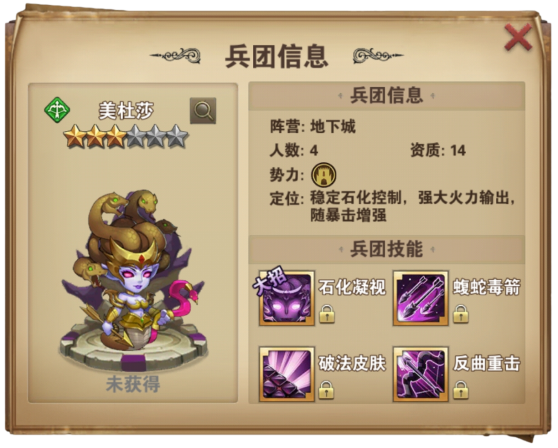 兵团信息
美杜莎
兵团信息
阵营: 地下城
人数: 4 资质: 14
势力:
定位: 稳定石化控制，强大火力输出，
随暴击增强
兵团技能
大招
石化凝视
蝮蛇毒箭
破法皮肤
反曲重击
未获得